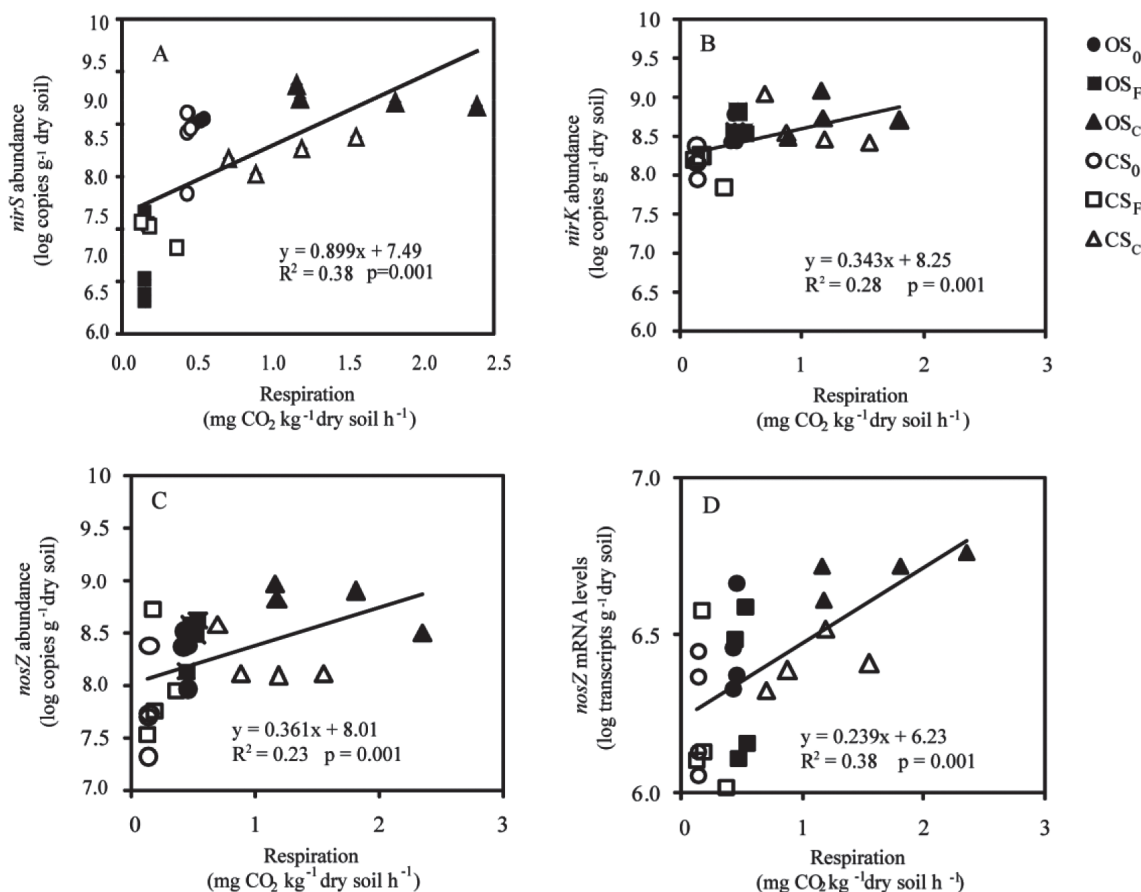 A
10
9.5
9.0
8.5
8.0
7.5
7.0
6.5
6.0
nirS abundance
(log copies g⁻¹ dry soil)
y = 0.899x + 7.49
R² = 0.38 p=0.001
0.0 0.5 1.0 1.5 2.0 2.5
Respiration
(mg CO₂ kg⁻¹ dry soil h⁻¹)
B
10
9.5
9.0
8.5
8.0
7.5
7.0
6.5
6.0
nirK abundance
(log copies g⁻¹ dry soil)
y = 0.343x + 8.25
R² = 0.28 p = 0.001
0 1 2 3
Respiration
(mg CO₂ kg⁻¹ dry soil h⁻¹)
OS₀
OS_F
OS_C
CS₀
CS_F
CS_C
C
10
9.5
9.0
8.5
8.0
7.5
7.0
nosZ abundance
(log copies g⁻¹ dry soil)
y = 0.361x + 8.01
R² = 0.23 p = 0.001
0 1 2 3
Respiration
(mg CO₂ kg⁻¹ dry soil h⁻¹)
D
7.0
6.5
6.0
nosZ mRNA levels
(log transcripts g⁻¹ dry soil)
y = 0.239x + 6.23
R² = 0.38 p = 0.001
0 1 2 3
Respiration
(mg CO₂ kg⁻¹ dry soil h⁻¹)